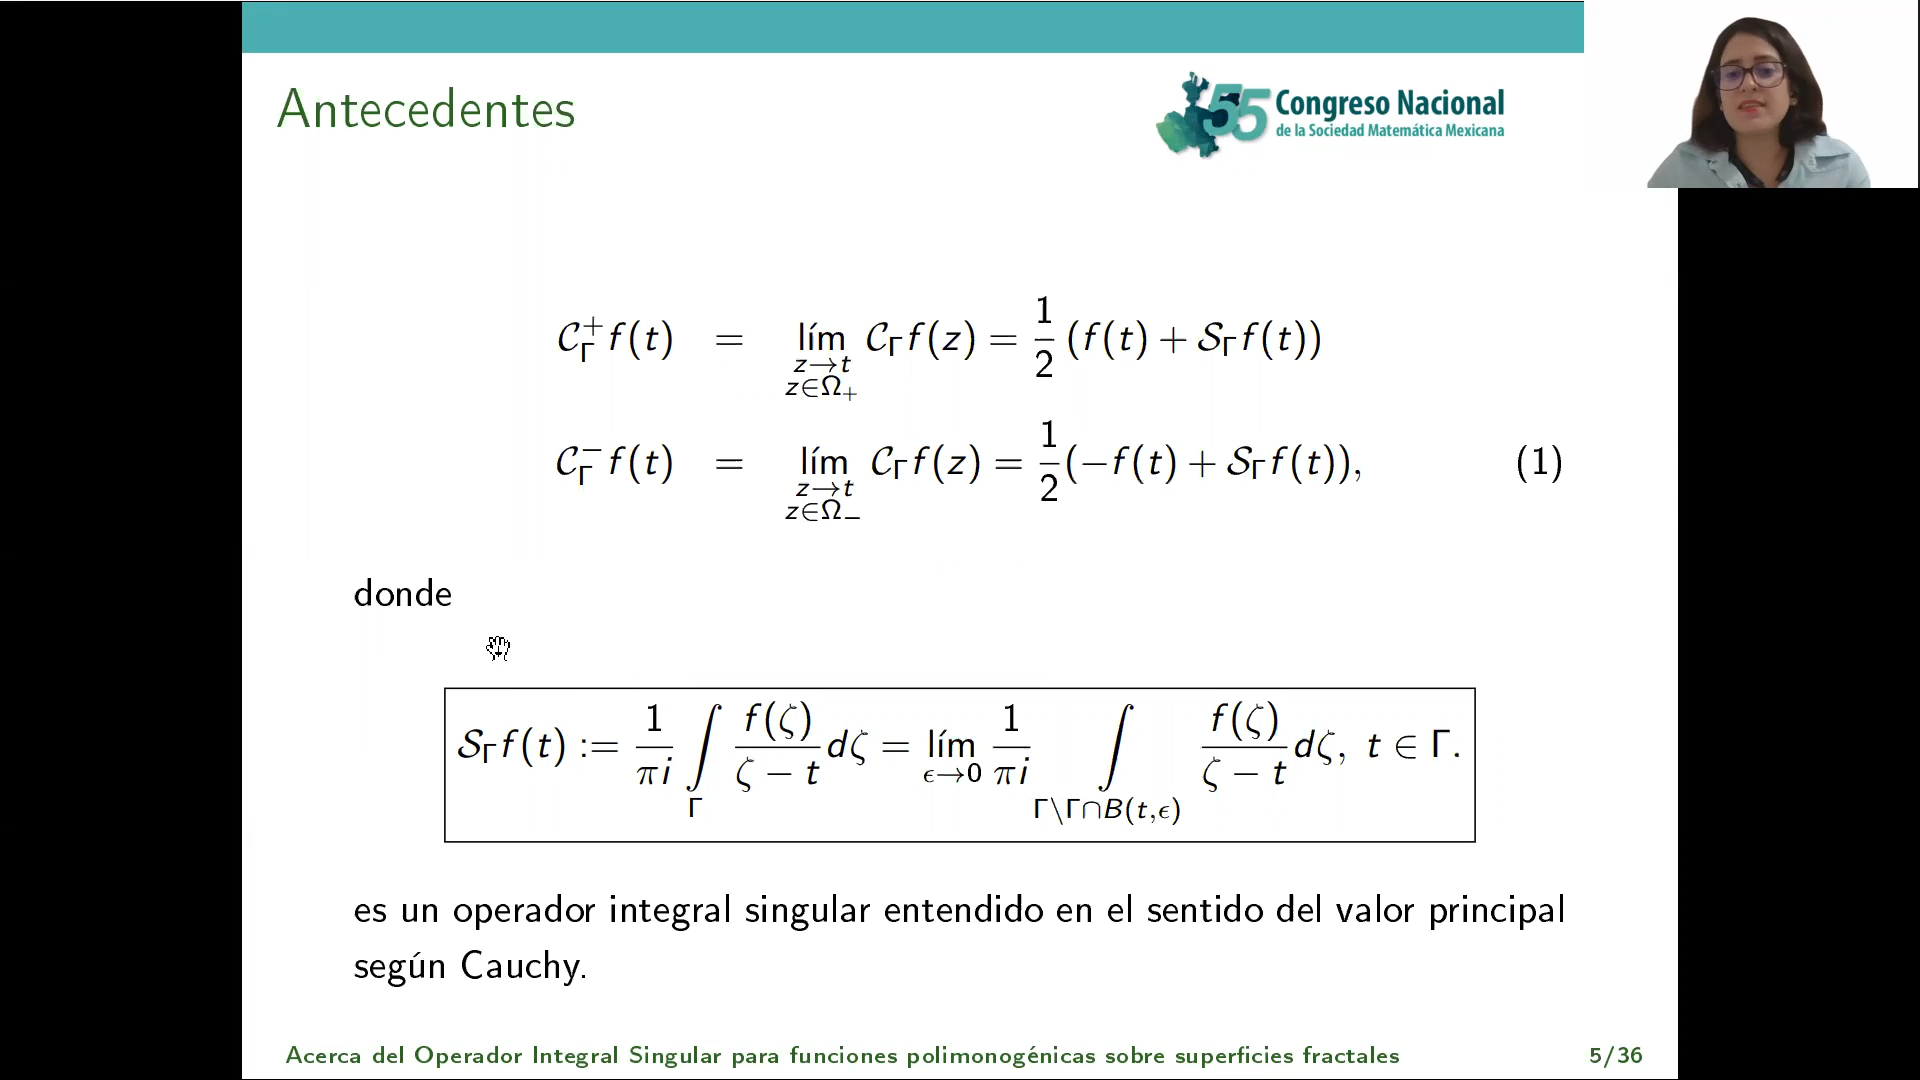 Antecedentes
55 Congreso Nacional
de la Sociedad Matemática Mexicana
𝒞_Γ^+ f(t) = lím_{z→t, z∈Ω_+} 𝒞_Γ f(z) = 1/2 (f(t) + 𝒮_Γ f(t))
𝒞_Γ^− f(t) = lím_{z→t, z∈Ω_−} 𝒞_Γ f(z) = 1/2 (−f(t) + 𝒮_Γ f(t)), (1)
donde
𝒮_Γ f(t) := 1/πi ∫_Γ f(ζ)/(ζ − t) dζ = lím_{ϵ→0} 1/πi ∫_{Γ\Γ∩B(t,ϵ)} f(ζ)/(ζ − t) dζ, t ∈ Γ.
es un operador integral singular entendido en el sentido del valor principal
según Cauchy.
Acerca del Operador Integral Singular para funciones polimonogénicas sobre superficies fractales 5/36